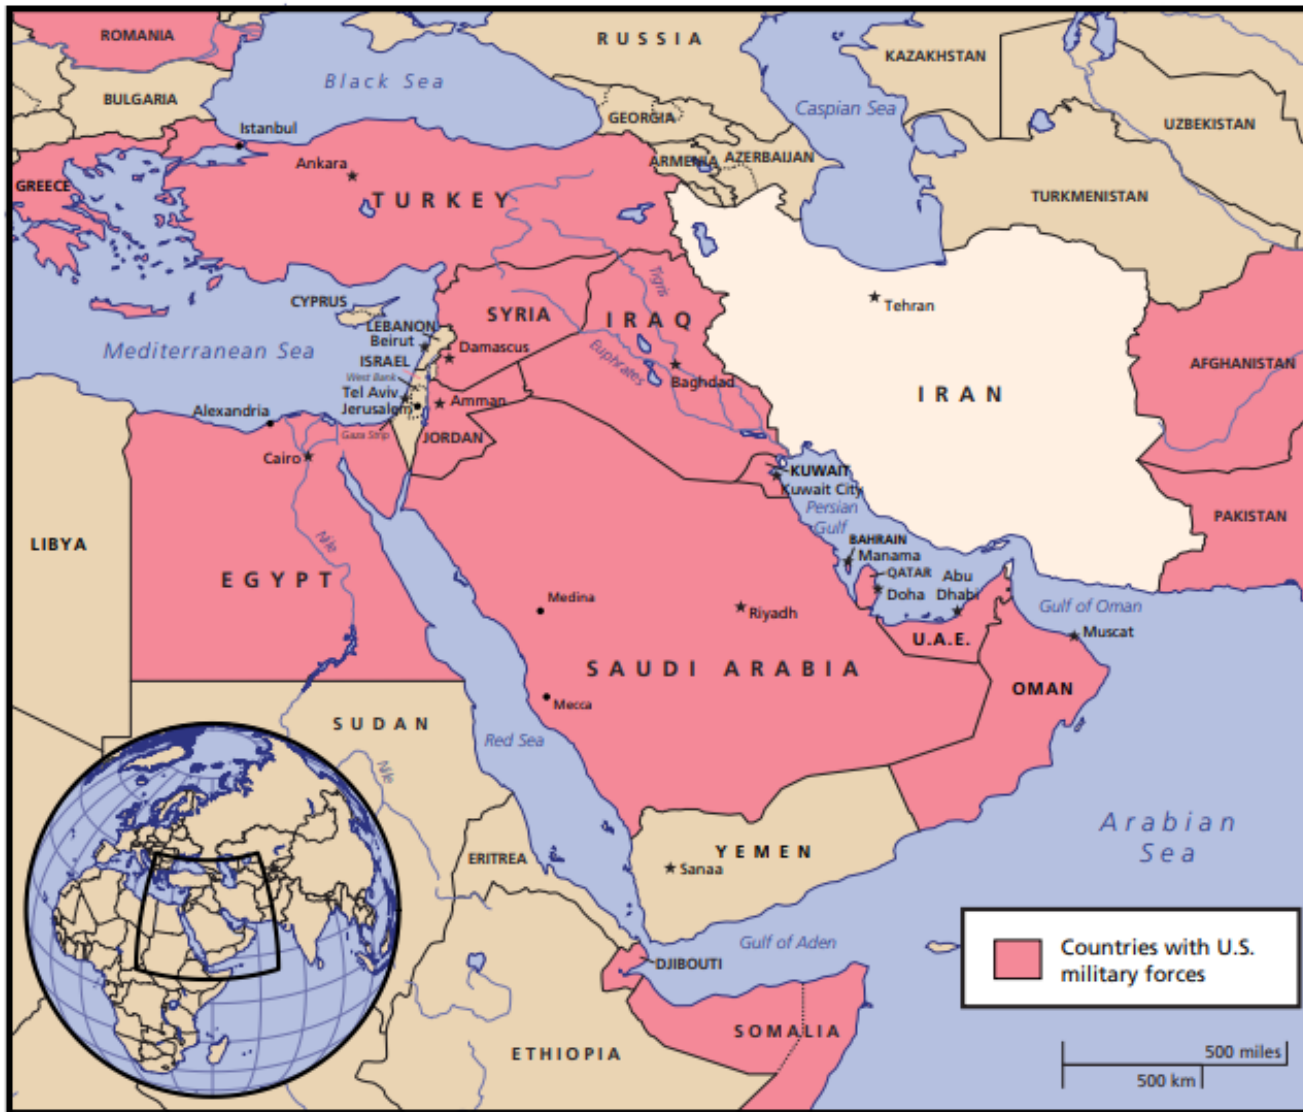 ROMANIA
RUSSIA
KAZAKHSTAN
Black Sea
BULGARIA
Caspian Sea
GEORGIA
UZBEKISTAN
Istanbul
Ankara
ARMENIA
AZERBAIJAN
GREECE
TURKEY
TURKMENISTAN
Tigris
CYPRUS
Tehran
SYRIA
IRAQ
LEBANON
Beirut
Damascus
Mediterranean Sea
ISRAEL
Euphrates
AFGHANISTAN
West Bank
Baghdad
Tel Aviv
IRAN
Jerusalem
Amman
Alexandria
Gaza Strip
JORDAN
Cairo
KUWAIT
Kuwait City
Persian
Gulf
PAKISTAN
LIBYA
Nile
BAHRAIN
Manama
EGYPT
QATAR
Abu
Dhabi
Doha
Medina
Riyadh
Gulf of Oman
Muscat
U.A.E.
SAUDI ARABIA
OMAN
Mecca
SUDAN
Red Sea
Nile
Arabian
Sea
YEMEN
ERITREA
Sanaa
Gulf of Aden
DJIBOUTI
Countries with U.S.
military forces
SOMALIA
ETHIOPIA
500 miles
500 km